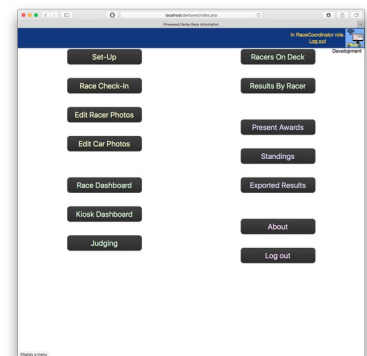 localhost/derbynet/index.php
Pinewood Derby Race Information
In RaceCoordinator role.
Log out
Development
Set-Up
Race Check-In
Edit Racer Photos
Edit Car Photos
Race Dashboard
Kiosk Dashboard
Judging
Racers On Deck
Results By Racer
Present Awards
Standings
Exported Results
About
Log out
Display a menu